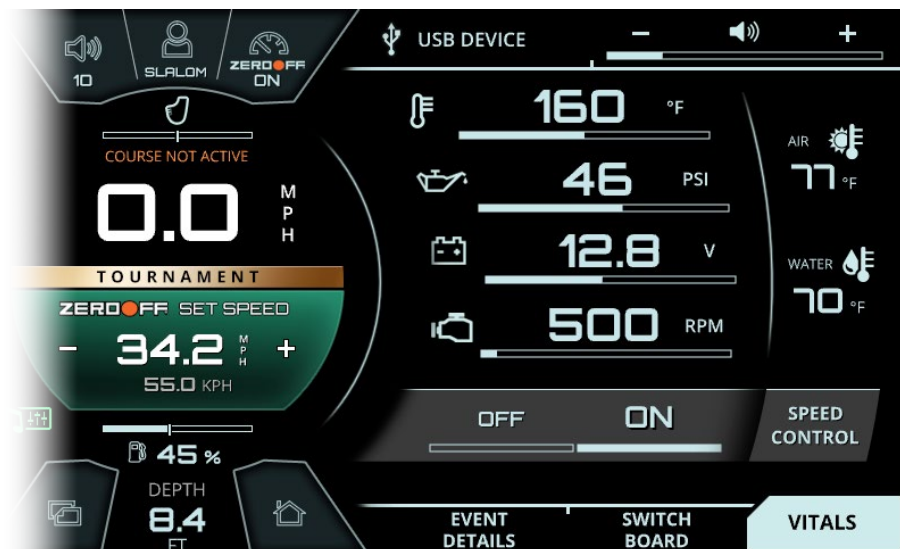 10
SLALOM
ZEROOFF
ON
COURSE NOT ACTIVE
0.0
MPH
TOURNAMENT
ZEROOFF SET SPEED
- 34.2 MPH +
55.0 KPH
45 %
DEPTH
8.4
FT
USB DEVICE
- +
160 °F
46 PSI
12.8 V
500 RPM
AIR
77 °F
WATER
70 °F
OFF ON
SPEED
CONTROL
EVENT
DETAILS
SWITCH
BOARD
VITALS